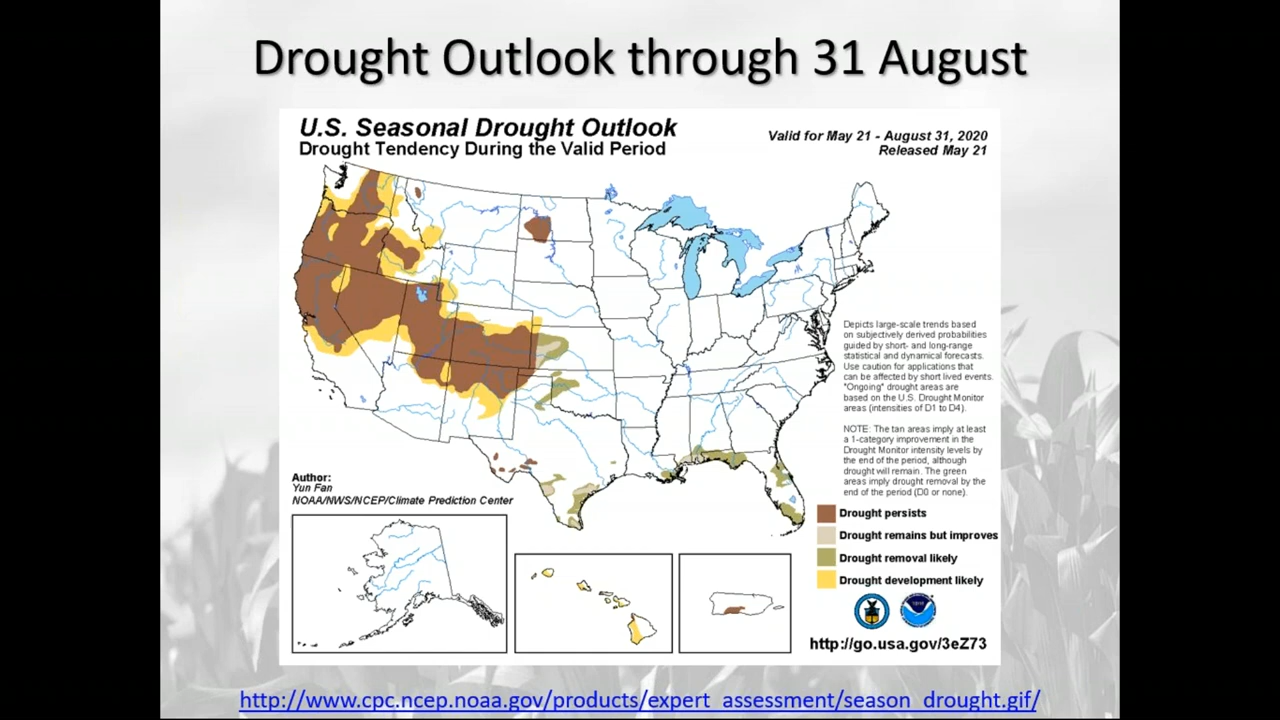 Drought Outlook through 31 August
U.S. Seasonal Drought Outlook
Drought Tendency During the Valid Period
Valid for May 21 - August 31, 2020
Released May 21
Depicts large-scale trends based
on subjectively derived probabilities
guided by short- and long-range
statistical and dynamical forecasts.
Use caution for applications that
can be affected by short lived events.
"Ongoing" drought areas are
based on the U.S. Drought Monitor
areas (intensities of D1 to D4).
NOTE: The tan areas imply at least
a 1-category improvement in the
Drought Monitor intensity levels by
the end of the period, although
drought will remain. The green
areas imply drought removal by the
end of the period (D0 or none).
Author:
Yun Fan
NOAA/NWS/NCEP/Climate Prediction Center
Drought persists
Drought remains but improves
Drought removal likely
Drought development likely
http://go.usa.gov/3eZ73
http://www.cpc.ncep.noaa.gov/products/expert_assessment/season_drought.gif/